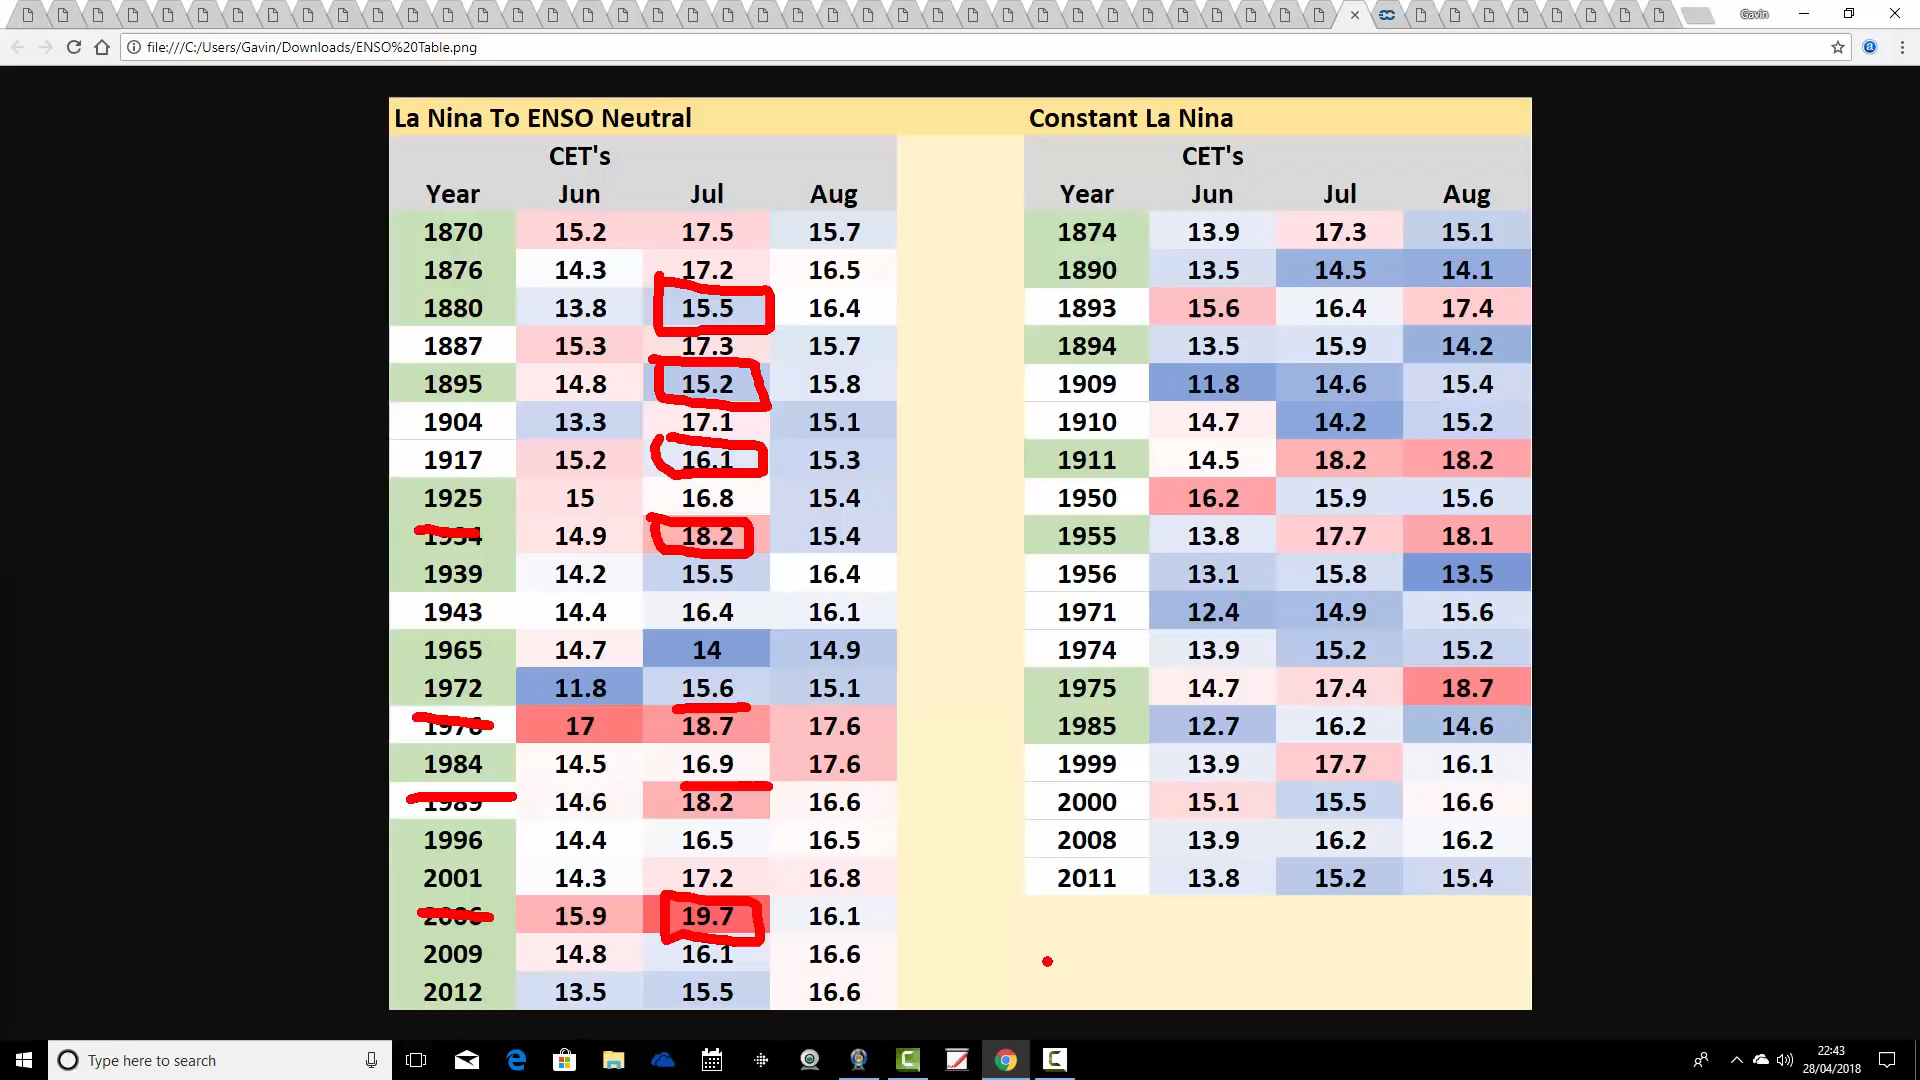 Gavin
file:///C:/Users/Gavin/Downloads/ENSO%20Table.png
La Nina To ENSO Neutral Constant La Nina
CET's CET's
Year Jun Jul Aug Year Jun Jul Aug
1870 15.2 17.5 15.7 1874 13.9 17.3 15.1
1876 14.3 17.2 16.5 1890 13.5 14.5 14.1
1880 13.8 15.5 16.4 1893 15.6 16.4 17.4
1887 15.3 17.3 15.7 1894 13.5 15.9 14.2
1895 14.8 15.2 15.8 1909 11.8 14.6 15.4
1904 13.3 17.1 15.1 1910 14.7 14.2 15.2
1917 15.2 16.1 15.3 1911 14.5 18.2 18.2
1925 15 16.8 15.4 1950 16.2 15.9 15.6
1934 14.9 18.2 15.4 1955 13.8 17.7 18.1
1939 14.2 15.5 16.4 1956 13.1 15.8 13.5
1943 14.4 16.4 16.1 1971 12.4 14.9 15.6
1965 14.7 14 14.9 1974 13.9 15.2 15.2
1972 11.8 15.6 15.1 1975 14.7 17.4 18.7
1976 17 18.7 17.6 1985 12.7 16.2 14.6
1984 14.5 16.9 17.6 1999 13.9 17.7 16.1
1989 14.6 18.2 16.6 2000 15.1 15.5 16.6
1996 14.4 16.5 16.5 2008 13.9 16.2 16.2
2001 14.3 17.2 16.8 2011 13.8 15.2 15.4
2006 15.9 19.7 16.1
2009 14.8 16.1 16.6
2012 13.5 15.5 16.6
Type here to search
22:43
28/04/2018